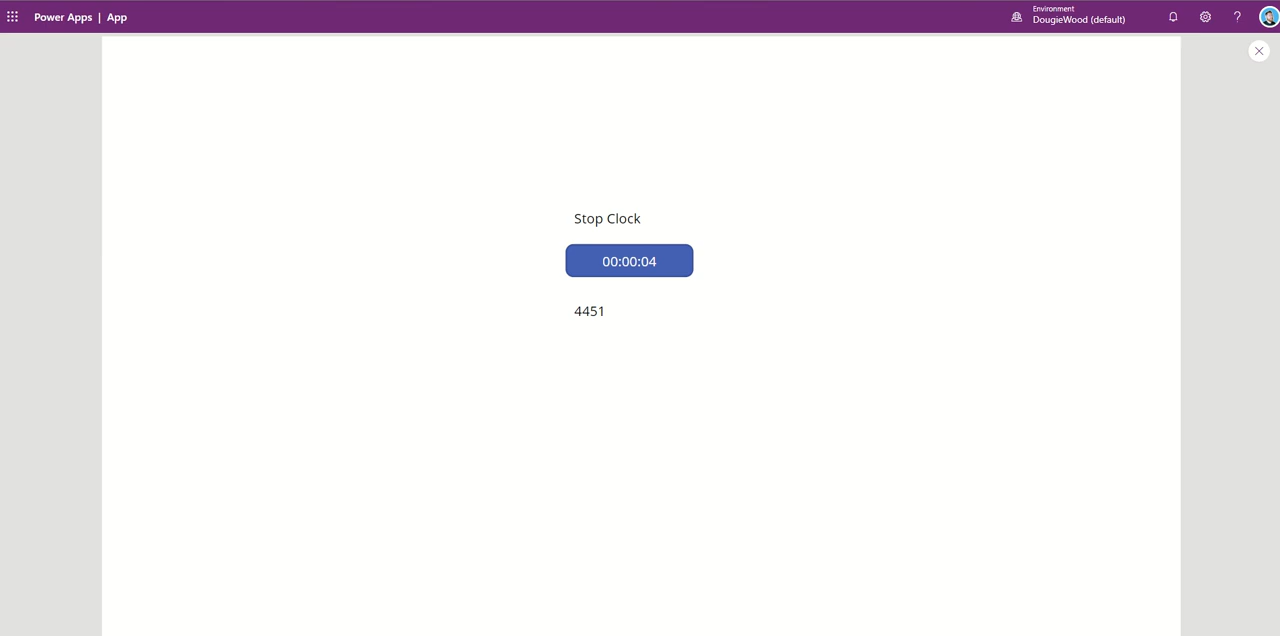 Power Apps | App
Environment
DougieWood (default)
?
Stop Clock
00:00:04
4451